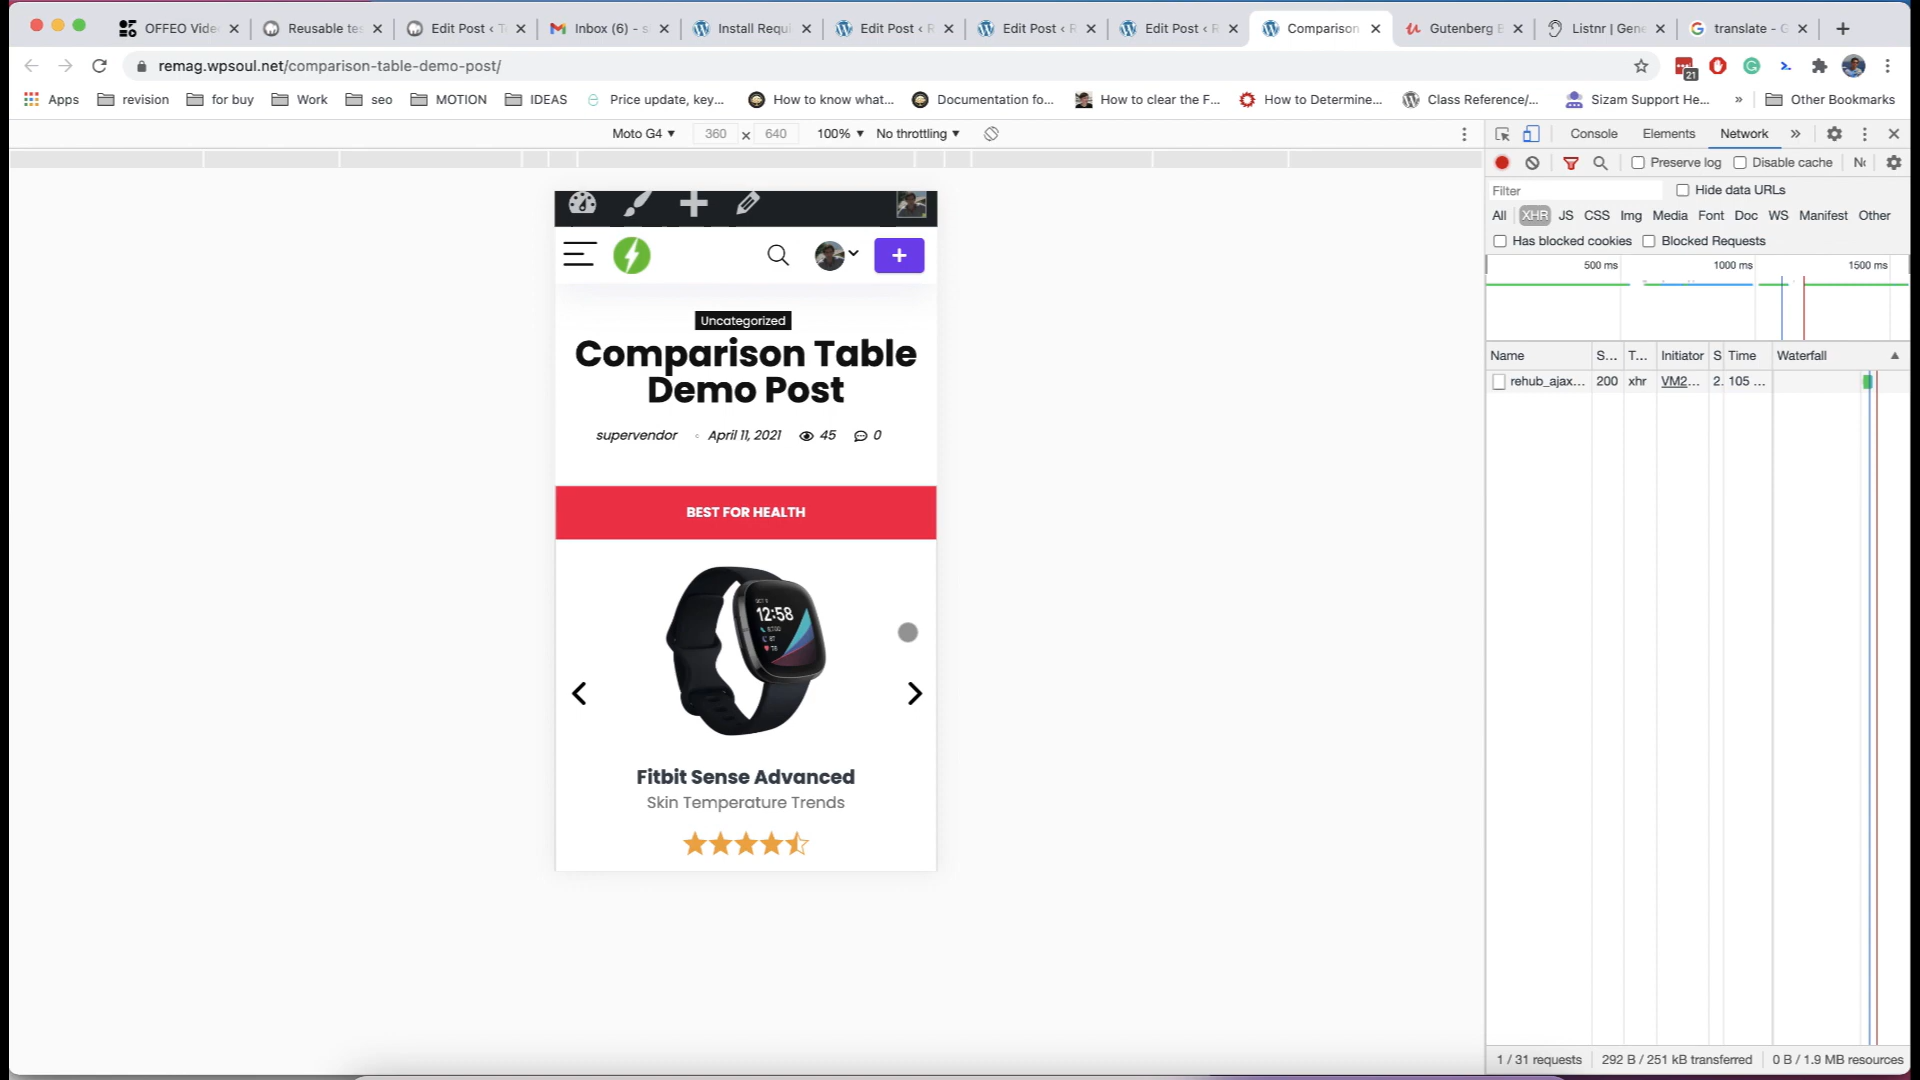 OFFEO Vide
Reusable te
Edit Post ‹ T
Inbox (6) - s
Install Requi
Edit Post ‹ R
Edit Post ‹ R
Edit Post ‹ R
Comparison
Gutenberg B
Listnr | Gene
translate - G
remag.wpsoul.net/comparison-table-demo-post/
21
Apps
revision
for buy
Work
seo
MOTION
IDEAS
Price update, key...
How to know what...
Documentation fo...
How to clear the F...
How to Determine...
Class Reference/...
Sizam Support He...
»
Other Bookmarks
Moto G4 ▼ 360 × 640 100% ▼ No throttling ▼
Console Elements Network »
Preserve log Disable cache
Filter Hide data URLs
All XHR JS CSS Img Media Font Doc WS Manifest Other
Has blocked cookies Blocked Requests
500 ms 1000 ms 1500 ms
Name S... T... Initiator S Time Waterfall ▲
rehub_ajax... 200 xhr VM2... 2. 105 ...
1 / 31 requests 292 B / 251 kB transferred 0 B / 1.9 MB resources
Uncategorized
Comparison Table
Demo Post
supervendor April 11, 2021 45 0
BEST FOR HEALTH
12:58
Fitbit Sense Advanced
Skin Temperature Trends